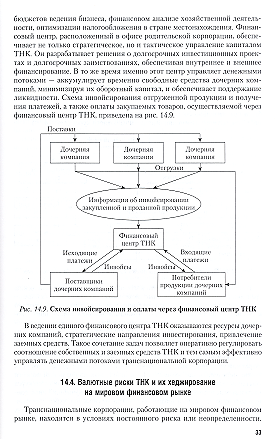 бюджетов ведения бизнеса, финансовом анализе хозяйственной деятель-
ности, оптимизации налогообложения в стране местонахождения. Финан-
совый центр, расположенный в офисе родительской корпорации, обеспе-
чивает не только стратегическое, но и тактическое управление капиталом
ТНК. Он разрабатывает решения о долгосрочных инвестиционных проек-
тах и долгосрочных заимствованиях, обеспечивая внутреннее и внешнее
финансирование. В то же время именно этот центр управляет денежными
потоками — аккумулирует временно свободные средства дочерних ком-
паний, минимизируя их оборотный капитал, и обеспечивает поддержание
ликвидности. Схема инвойсирования отгруженной продукции и получе-
ния платежей, а также оплаты закупаемых товаров, осуществляемой через
финансовый центр ТНК, приведена на рис. 14.9.
Поставки
Дочерняя
компания
Дочерняя
компания
Дочерняя
компания
Отгрузки
Информация об инвойсировании
закупленной и проданной продукции
Финансовый
центр ТНК
Исходящие
платежи
Входящие
платежи
Инвойсы
Инвойсы
Поставщики
дочерних компаний
Потребители
продукции дочерних
компаний
Рис. 14.9. Схема инвойсирования и оплаты через финансовый центр ТНК
В ведении единого финансового центра ТНК оказываются ресурсы дочер-
них компаний, стратегические направления инвестирования, привлечение
заемных средств. Такое сочетание задач позволяет оперативно регулировать
соотношение собственных и заемных средств ТНК и тем самым эффективно
управлять денежными потоками транснациональной корпорации.
14.4. Валютные риски ТНК и их хеджирование
на мировом финансовом рынке
Транснациональные корпорации, работающие на мировом финансовом
рынке, находятся в условиях постоянного риска или неопределенности.
33